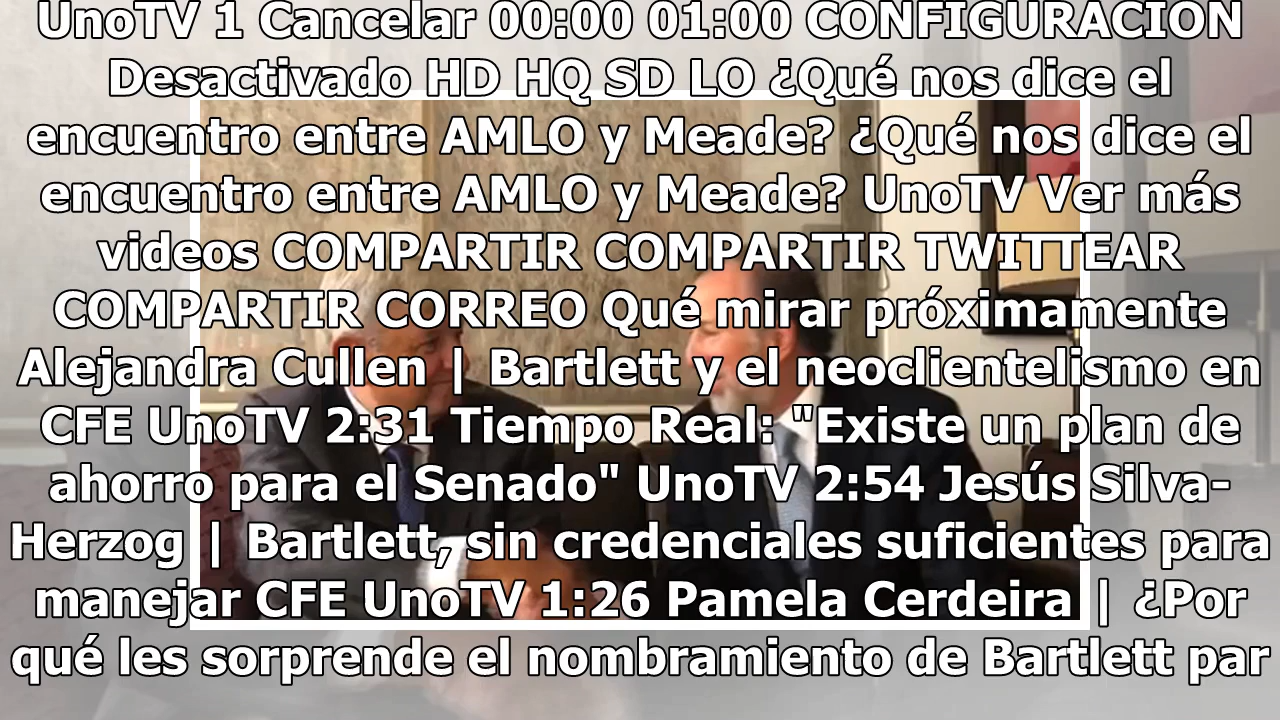 UnoTV 1 Cancelar 00:00 01:00 CONFIGURACIÓN
Desactivado HD HQ SD LO ¿Qué nos dice el
encuentro entre AMLO y Meade? ¿Qué nos dice el
encuentro entre AMLO y Meade? UnoTV Ver más
videos COMPARTIR COMPARTIR TWITTEAR
COMPARTIR CORREO Qué mirar próximamente
Alejandra Cullen | Bartlett y el neoclientelismo en
CFE UnoTV 2:31 Tiempo Real: "Existe un plan de
ahorro para el Senado" UnoTV 2:54 Jesús Silva-
Herzog | Bartlett, sin credenciales suficientes para
manejar CFE UnoTV 1:26 Pamela Cerdeira | ¿Por
qué les sorprende el nombramiento de Bartlett par